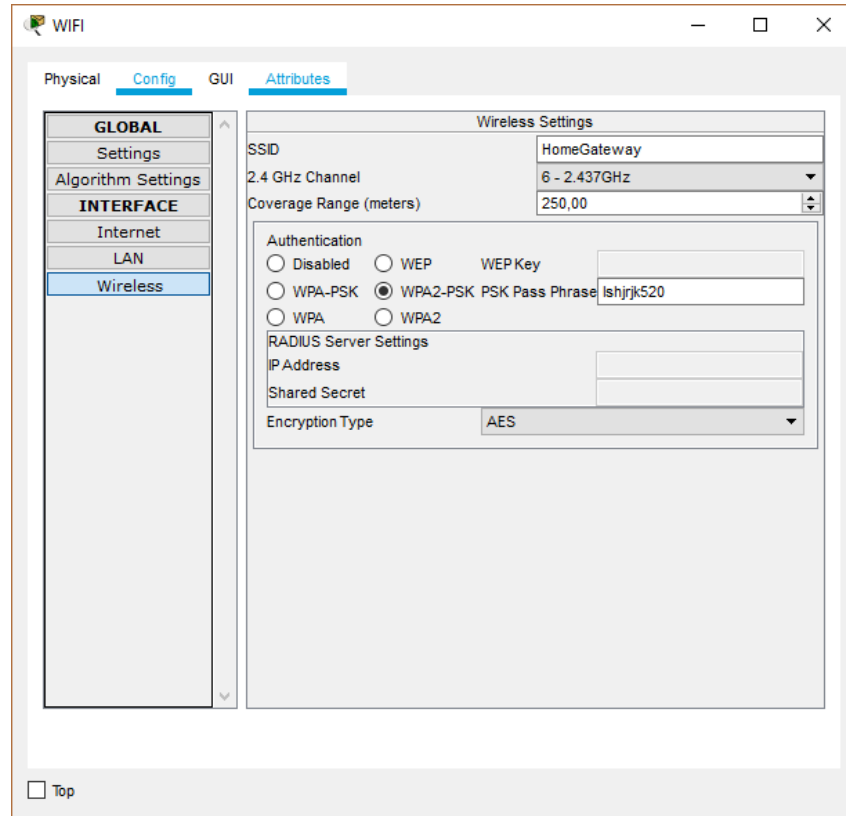 WIFI
Physical Config GUI Attributes
GLOBAL
Settings
Algorithm Settings
INTERFACE
Internet
LAN
Wireless
Wireless Settings
SSID HomeGateway
2.4 GHz Channel 6 - 2.437GHz
Coverage Range (meters) 250,00
Authentication
Disabled WEP WEP Key
WPA-PSK WPA2-PSK PSK Pass Phrase lshjrjk520
WPA WPA2
RADIUS Server Settings
IP Address
Shared Secret
Encryption Type AES
Top